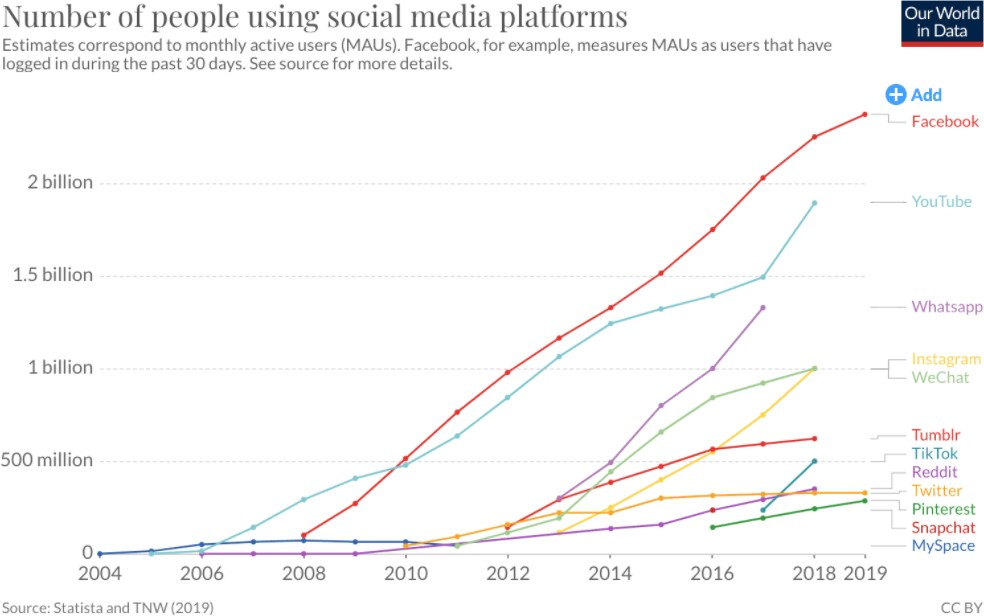 Number of people using social media platforms
Our World
in Data
Estimates correspond to monthly active users (MAUs). Facebook, for example, measures MAUs as users that have
logged in during the past 30 days. See source for more details.
Add
Facebook
2 billion
YouTube
1.5 billion
Whatsapp
Instagram
1 billion
WeChat
Tumblr
500 million
TikTok
Reddit
Twitter
Pinterest
Snapchat
MySpace
0
2004 2006 2008 2010 2012 2014 2016 2018 2019
Source: Statista and TNW (2019) CC BY